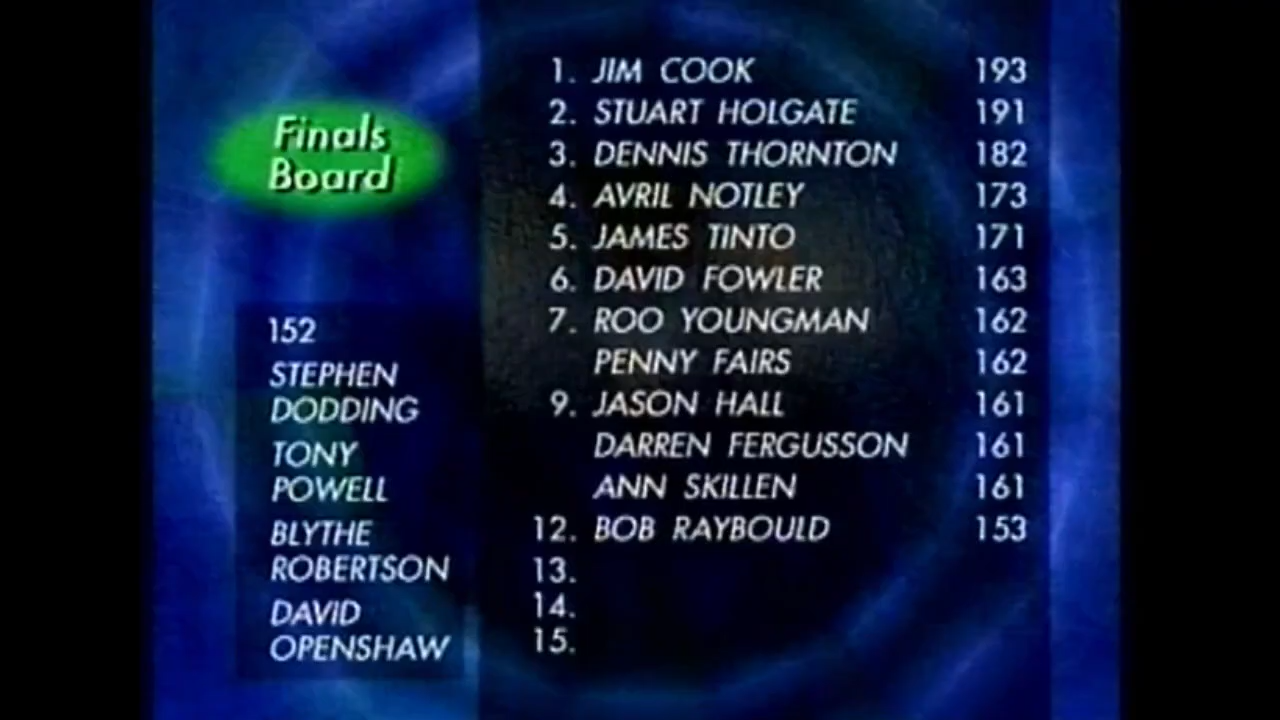 Finals
Board
152
STEPHEN
DODDING
TONY
POWELL
BLYTHE
ROBERTSON
DAVID
OPENSHAW
1. JIM COOK 193
2. STUART HOLGATE 191
3. DENNIS THORNTON 182
4. AVRIL NOTLEY 173
5. JAMES TINTO 171
6. DAVID FOWLER 163
7. ROO YOUNGMAN 162
PENNY FAIRS 162
9. JASON HALL 161
DARREN FERGUSSON 161
ANN SKILLEN 161
12. BOB RAYBOULD 153
13.
14.
15.